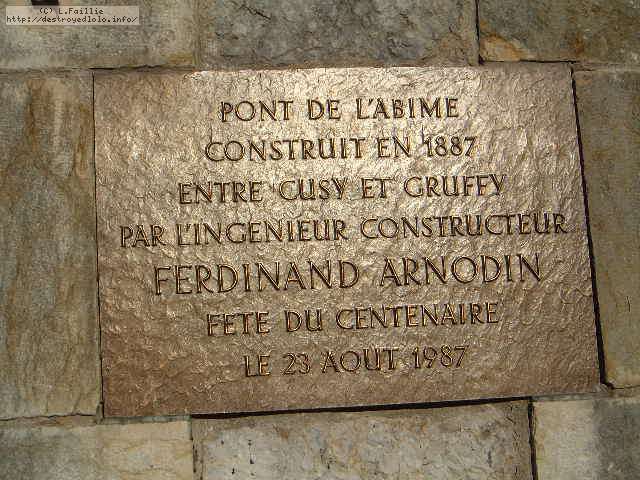 (C) L.Faillie
http://destroyedlolo.info/
PONT DE L'ABIME
CONSTRUIT EN 1887
ENTRE CUSY ET GRUFFY
PAR L'INGENIEUR CONSTRUCTEUR
FERDINAND ARNODIN
FETE DU CENTENAIRE
LE 23 AOUT 1987